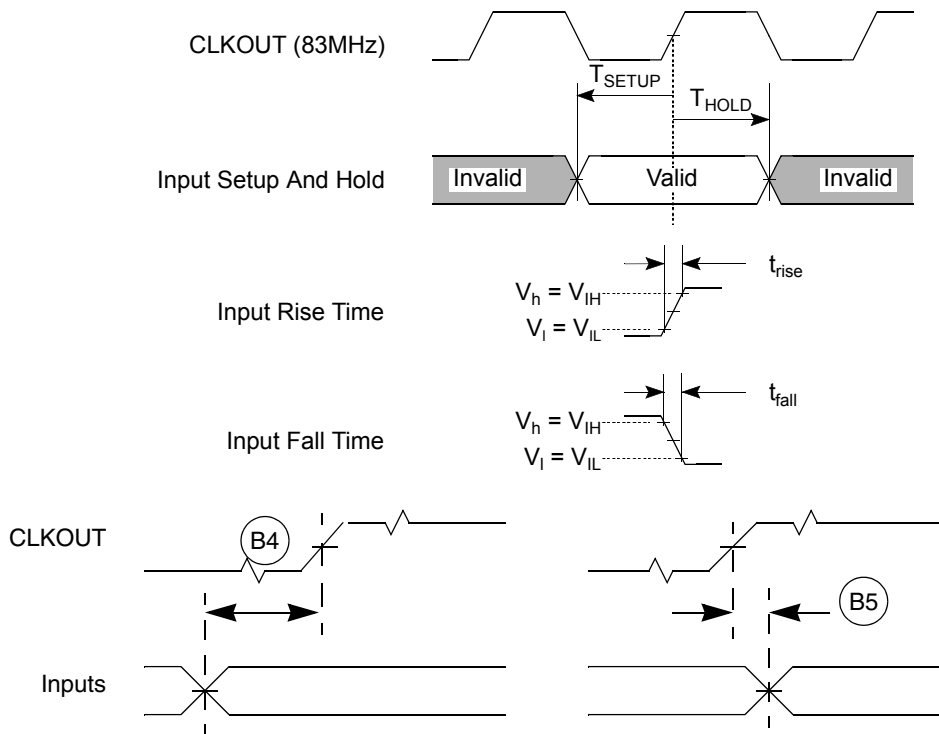 CLKOUT (83MHz)
TSETUP
THOLD
Input Setup And Hold
Invalid
Valid
Invalid
trise
Vh = VIH
Input Rise Time
Vl = VIL
tfall
Vh = VIH
Input Fall Time
Vl = VIL
CLKOUT
B4
B5
Inputs